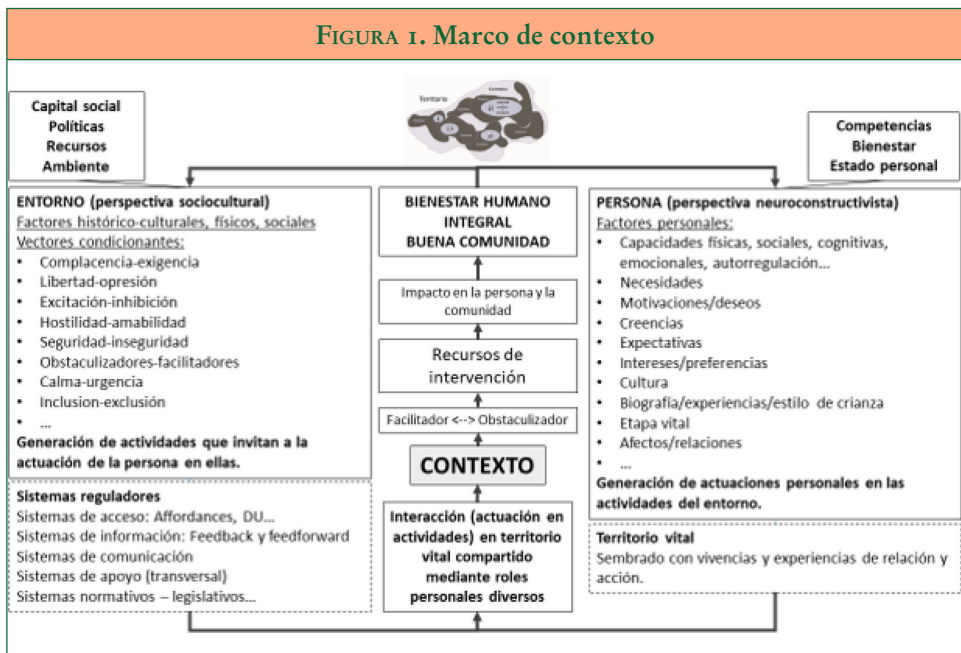 FIGURA 1. Marco de contexto
Territorio
Capital social
Políticas
Recursos
Ambiente
Competencias
Bienestar
Estado personal
ENTORNO (perspectiva sociocultural)
Factores histórico-culturales, físicos, sociales
Vectores condicionantes:
• Complacencia-exigencia
• Libertad-opresión
• Excitación-inhibición
• Hostilidad-amabilidad
• Seguridad-inseguridad
• Obstaculizadores-facilitadores
• Calma-urgencia
• Inclusion-exclusión
• ...
Generación de actividades que invitan a la
actuación de la persona en ellas.
Sistemas reguladores
Sistemas de acceso: Affordances, DU...
Sistemas de información: Feedback y feedforward
Sistemas de comunicación
Sistemas de apoyo (transversal)
Sistemas normativos – legislativos...
BIENESTAR HUMANO
INTEGRAL
BUENA COMUNIDAD
Impacto en la persona y la
comunidad
Recursos de
intervención
Facilitador <--> Obstaculizador
CONTEXTO
Interacción (actuación en
actividades) en territorio
vital compartido
mediante roles
personales diversos
PERSONA (perspectiva neuroconstructivista)
Factores personales:
• Capacidades físicas, sociales, cognitivas,
emocionales, autorregulación...
• Necesidades
• Motivaciones/deseos
• Creencias
• Expectativas
• Intereses/preferencias
• Cultura
• Biografía/experiencias/estilo de crianza
• Etapa vital
• Afectos/relaciones
• ...
Generación de actuaciones personales en las
actividades del entorno.
Territorio vital
Sembrado con vivencias y experiencias de relación y
acción.